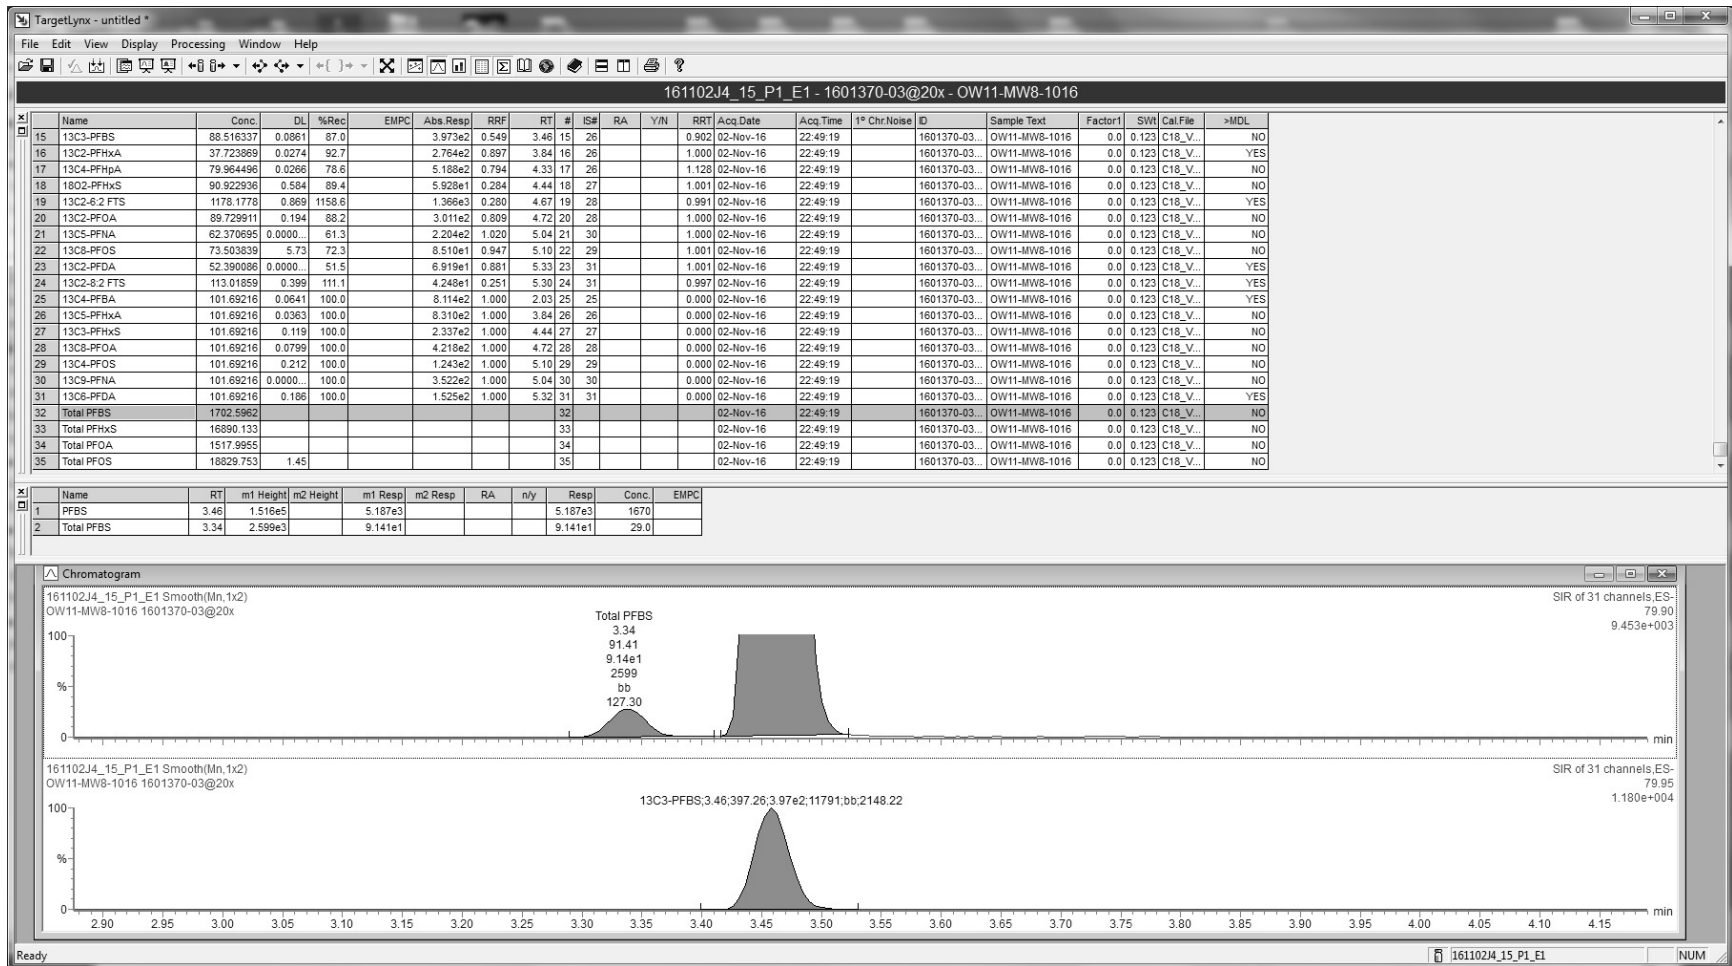 TargetLynx - untitled *
File Edit View Display Processing Window Help
161102J4_15_P1_E1 - 1601370-03@20x - OW11-MW8-1016
Name Conc. DL %Rec EMPC Abs.Resp RRF RT # IS# RA Y/N RRT Acq.Date Acq.Time 1° Chr.Noise ID Sample Text Factor1 SWt Cal.File >MDL
15 13C3-PFBS 88.516337 0.0861 87.0 3.973e2 0.549 3.46 15 26 0.902 02-Nov-16 22:49:19 1601370-03... OW11-MW8-1016 0.0 0.123 C18_V... NO
16 13C2-PFHxA 37.723869 0.0274 92.7 2.764e2 0.897 3.84 16 26 1.000 02-Nov-16 22:49:19 1601370-03... OW11-MW8-1016 0.0 0.123 C18_V... YES
17 13C4-PFHpA 79.964496 0.0266 78.6 5.188e2 0.794 4.33 17 26 1.128 02-Nov-16 22:49:19 1601370-03... OW11-MW8-1016 0.0 0.123 C18_V... NO
18 18O2-PFHxS 90.922936 0.584 89.4 5.928e1 0.284 4.44 18 27 1.001 02-Nov-16 22:49:19 1601370-03... OW11-MW8-1016 0.0 0.123 C18_V... NO
19 13C2-6:2 FTS 1178.1778 0.869 1158.6 1.366e3 0.280 4.67 19 28 0.991 02-Nov-16 22:49:19 1601370-03... OW11-MW8-1016 0.0 0.123 C18_V... YES
20 13C2-PFOA 89.729911 0.194 88.2 3.011e2 0.809 4.72 20 28 1.000 02-Nov-16 22:49:19 1601370-03... OW11-MW8-1016 0.0 0.123 C18_V... NO
21 13C5-PFNA 62.370695 0.0000... 61.3 2.204e2 1.020 5.04 21 30 1.000 02-Nov-16 22:49:19 1601370-03... OW11-MW8-1016 0.0 0.123 C18_V... NO
22 13C8-PFOS 73.503839 5.73 72.3 8.510e1 0.947 5.10 22 29 1.001 02-Nov-16 22:49:19 1601370-03... OW11-MW8-1016 0.0 0.123 C18_V... NO
23 13C2-PFDA 52.390086 0.0000... 51.5 6.919e1 0.881 5.33 23 31 1.001 02-Nov-16 22:49:19 1601370-03... OW11-MW8-1016 0.0 0.123 C18_V... YES
24 13C2-8:2 FTS 113.01859 0.399 111.1 4.248e1 0.251 5.30 24 31 0.997 02-Nov-16 22:49:19 1601370-03... OW11-MW8-1016 0.0 0.123 C18_V... YES
25 13C4-PFBA 101.69216 0.0641 100.0 8.114e2 1.000 2.03 25 25 0.000 02-Nov-16 22:49:19 1601370-03... OW11-MW8-1016 0.0 0.123 C18_V... YES
26 13C5-PFHxA 101.69216 0.0363 100.0 8.310e2 1.000 3.84 26 26 0.000 02-Nov-16 22:49:19 1601370-03... OW11-MW8-1016 0.0 0.123 C18_V... NO
27 13C3-PFHxS 101.69216 0.119 100.0 2.337e2 1.000 4.44 27 27 0.000 02-Nov-16 22:49:19 1601370-03... OW11-MW8-1016 0.0 0.123 C18_V... NO
28 13C8-PFOA 101.69216 0.0799 100.0 4.218e2 1.000 4.72 28 28 0.000 02-Nov-16 22:49:19 1601370-03... OW11-MW8-1016 0.0 0.123 C18_V... NO
29 13C4-PFOS 101.69216 0.212 100.0 1.243e2 1.000 5.10 29 29 0.000 02-Nov-16 22:49:19 1601370-03... OW11-MW8-1016 0.0 0.123 C18_V... NO
30 13C9-PFNA 101.69216 0.0000... 100.0 3.522e2 1.000 5.04 30 30 0.000 02-Nov-16 22:49:19 1601370-03... OW11-MW8-1016 0.0 0.123 C18_V... NO
31 13C6-PFDA 101.69216 0.186 100.0 1.525e2 1.000 5.32 31 31 0.000 02-Nov-16 22:49:19 1601370-03... OW11-MW8-1016 0.0 0.123 C18_V... YES
32 Total PFBS 1702.5962 32 02-Nov-16 22:49:19 1601370-03... OW11-MW8-1016 0.0 0.123 C18_V... NO
33 Total PFHxS 16890.133 33 02-Nov-16 22:49:19 1601370-03... OW11-MW8-1016 0.0 0.123 C18_V... NO
34 Total PFOA 1517.9955 34 02-Nov-16 22:49:19 1601370-03... OW11-MW8-1016 0.0 0.123 C18_V... NO
35 Total PFOS 18829.753 1.45 35 02-Nov-16 22:49:19 1601370-03... OW11-MW8-1016 0.0 0.123 C18_V... NO
Name RT m1 Height m2 Height m1 Resp m2 Resp RA n/y Resp Conc. EMPC
1 PFBS 3.46 1.516e5 5.187e3 5.187e3 1670
2 Total PFBS 3.34 2.599e3 9.141e1 9.141e1 29.0
Chromatogram
161102J4_15_P1_E1 Smooth(Mn,1x2) SIR of 31 channels,ES-
OW11-MW8-1016 1601370-03@20x 79.90
9.453e+003
Total PFBS
3.34
91.41
9.14e1
2599
bb
127.30
100
%
0
min
161102J4_15_P1_E1 Smooth(Mn,1x2) SIR of 31 channels,ES-
OW11-MW8-1016 1601370-03@20x 79.95
1.180e+004
13C3-PFBS;3.46;397.26;3.97e2;11791;bb;2148.22
100
%
0
min
2.90 2.95 3.00 3.05 3.10 3.15 3.20 3.25 3.30 3.35 3.40 3.45 3.50 3.55 3.60 3.65 3.70 3.75 3.80 3.85 3.90 3.95 4.00 4.05 4.10 4.15
Ready 161102J4_15_P1_E1 NUM